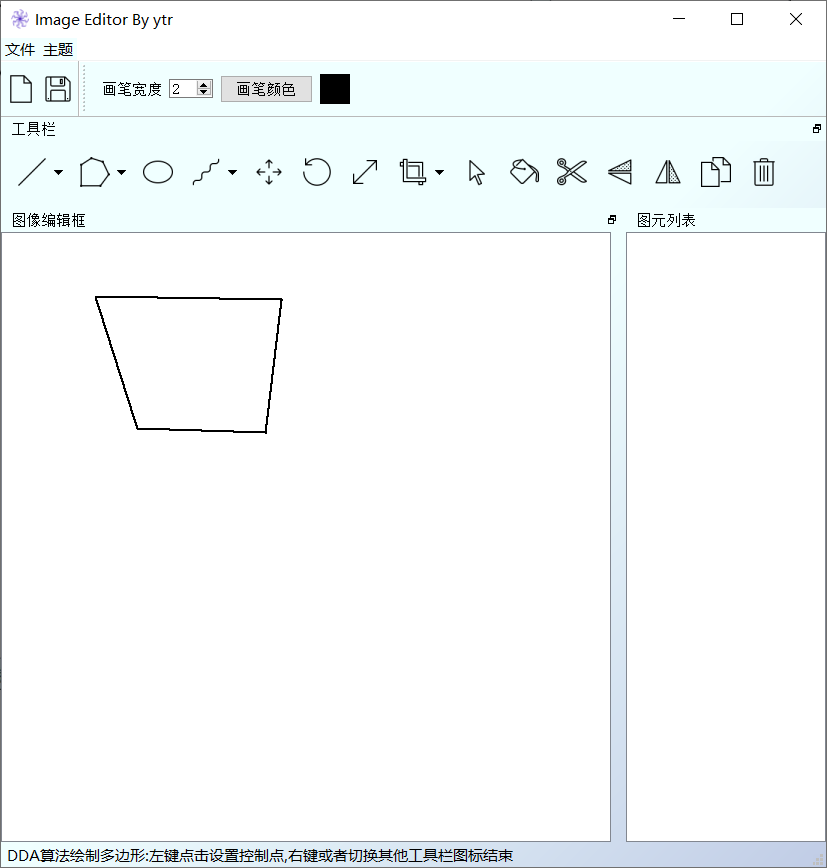 Image Editor By ytr
文件 主题
画笔宽度 2 画笔颜色
工具栏
图像编辑框 图元列表
DDA算法绘制多边形:左键点击设置控制点,右键或者切换其他工具栏图标结束